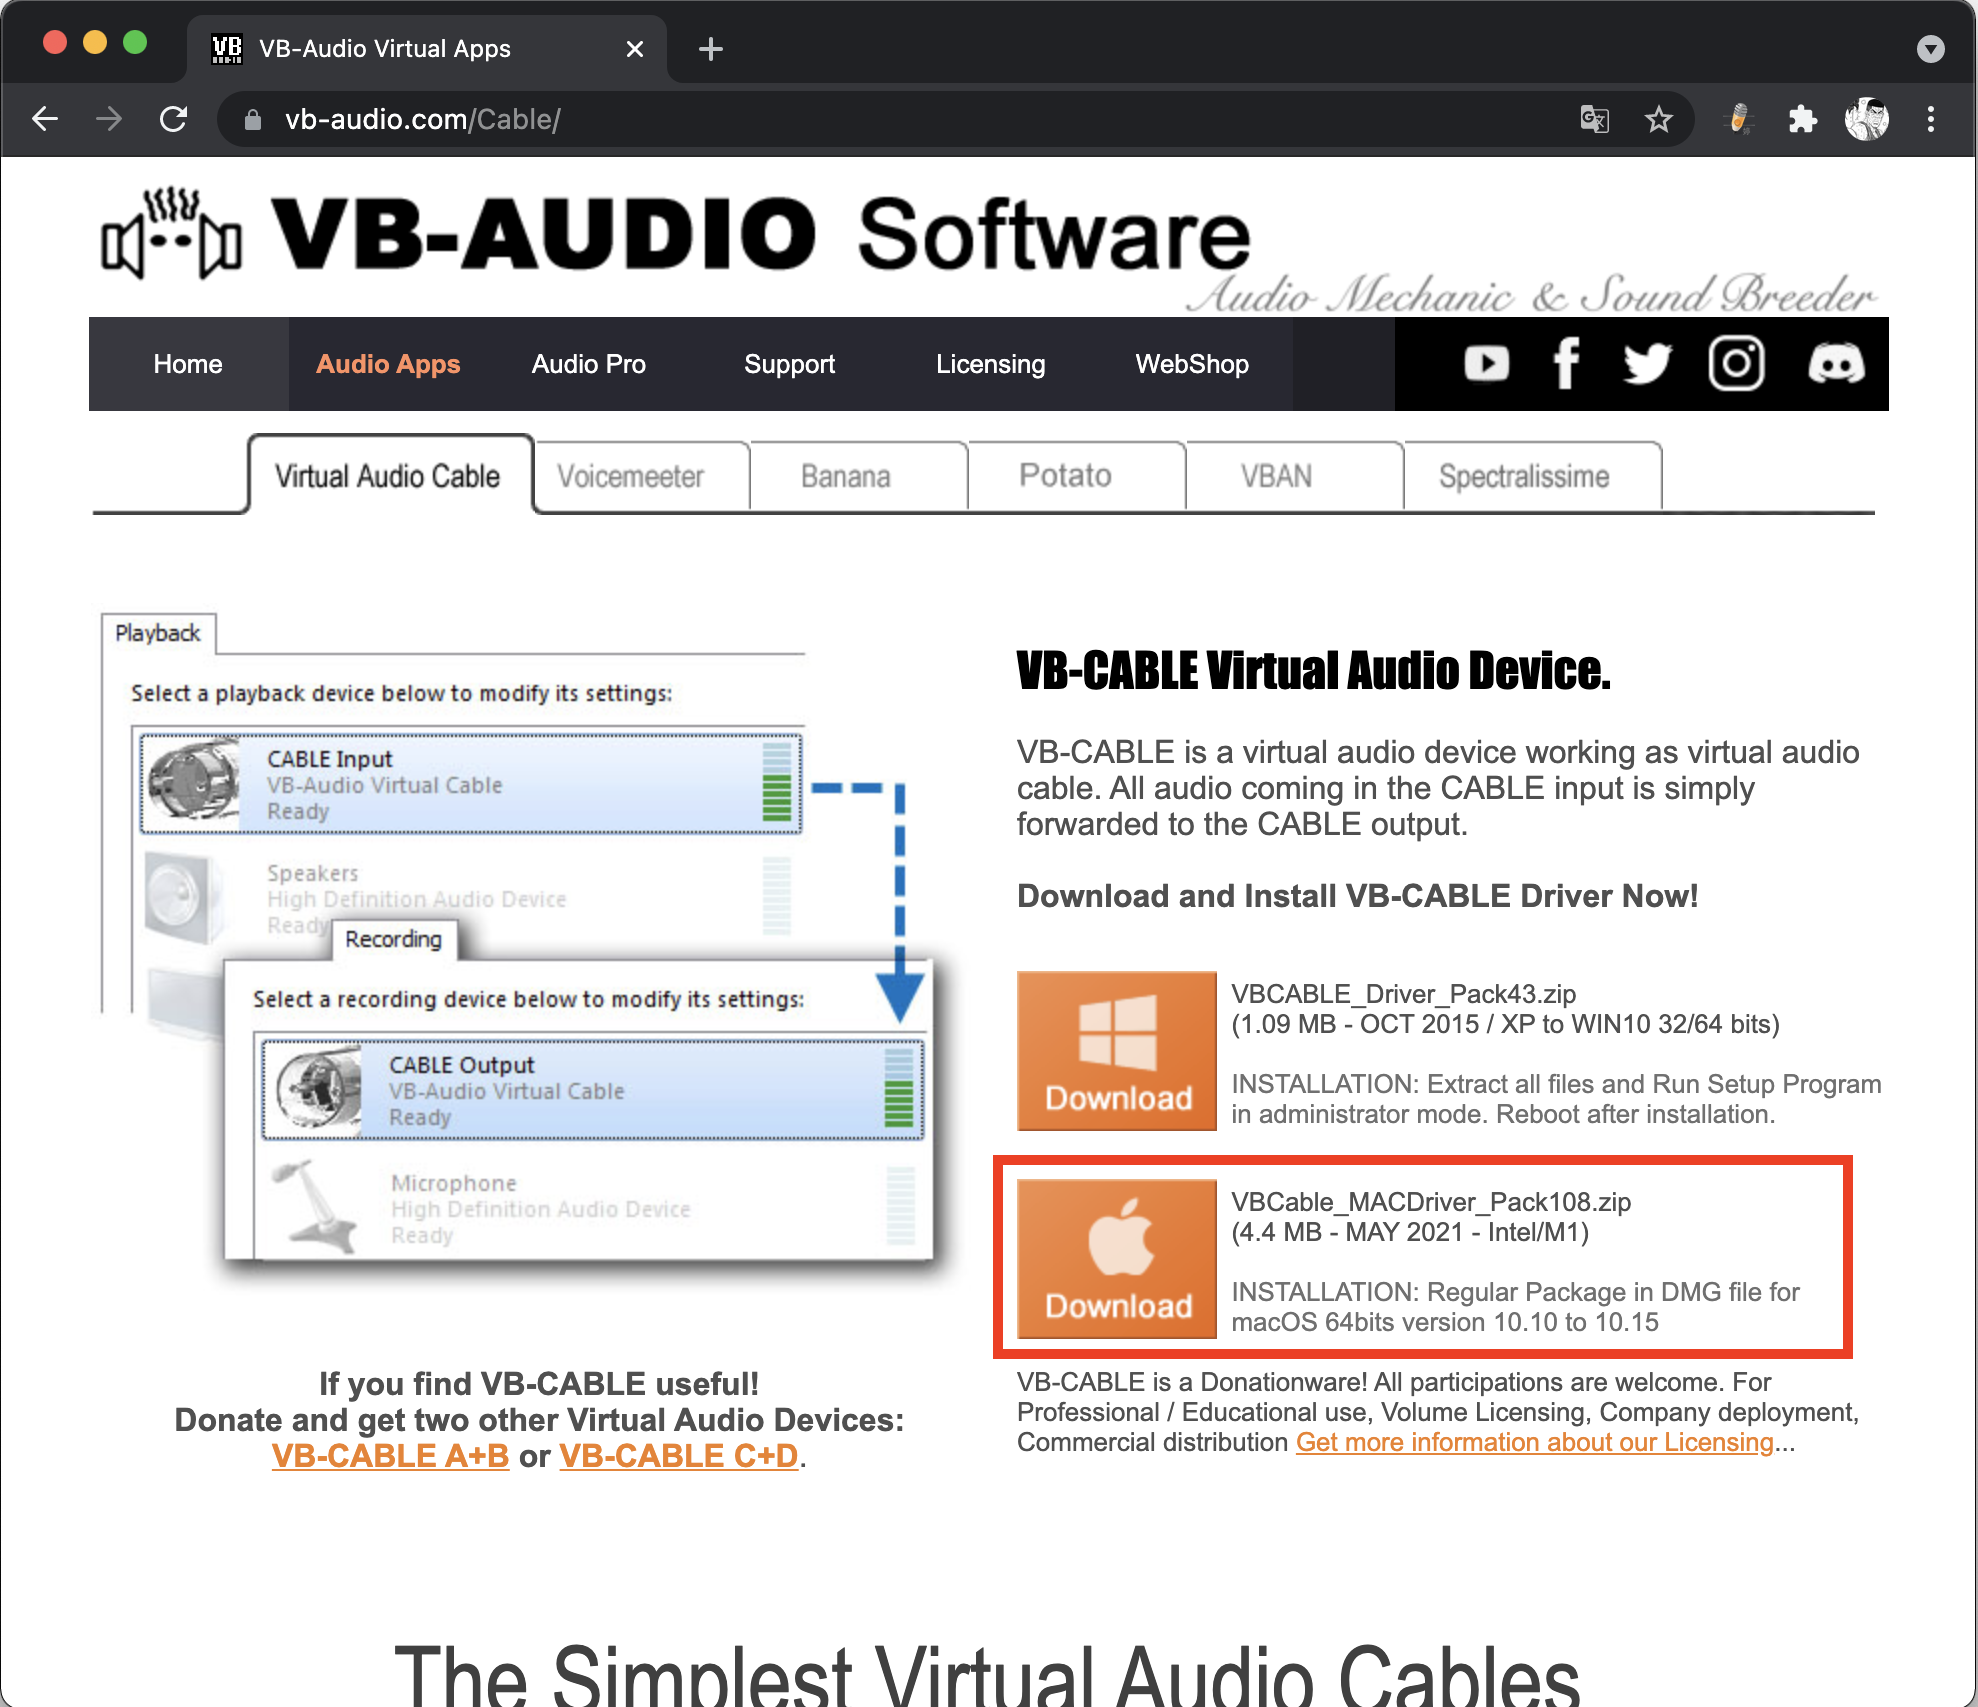 VB-Audio Virtual Apps
vb-audio.com/Cable/
VB-AUDIO Software
Audio Mechanic & Sound Breeder
Home
Audio Apps
Audio Pro
Support
Licensing
WebShop
Virtual Audio Cable
Voicemeeter
Banana
Potato
VBAN
Spectralissime
Playback
Select a playback device below to modify its settings:
CABLE Input
VB-Audio Virtual Cable
Ready
Speakers
High Definition Audio Device
Ready
Recording
Select a recording device below to modify its settings:
CABLE Output
VB-Audio Virtual Cable
Ready
Microphone
High Definition Audio Device
Ready
If you find VB-CABLE useful!
Donate and get two other Virtual Audio Devices:
VB-CABLE A+B or VB-CABLE C+D.
VB-CABLE Virtual Audio Device.
VB-CABLE is a virtual audio device working as virtual audio
cable. All audio coming in the CABLE input is simply
forwarded to the CABLE output.
Download and Install VB-CABLE Driver Now!
Download
VBCABLE_Driver_Pack43.zip
(1.09 MB - OCT 2015 / XP to WIN10 32/64 bits)
INSTALLATION: Extract all files and Run Setup Program
in administrator mode. Reboot after installation.
Download
VBCable_MACDriver_Pack108.zip
(4.4 MB - MAY 2021 - Intel/M1)
INSTALLATION: Regular Package in DMG file for
macOS 64bits version 10.10 to 10.15
VB-CABLE is a Donationware! All participations are welcome. For
Professional / Educational use, Volume Licensing, Company deployment,
Commercial distribution Get more information about our Licensing...
The Simplest Virtual Audio Cables